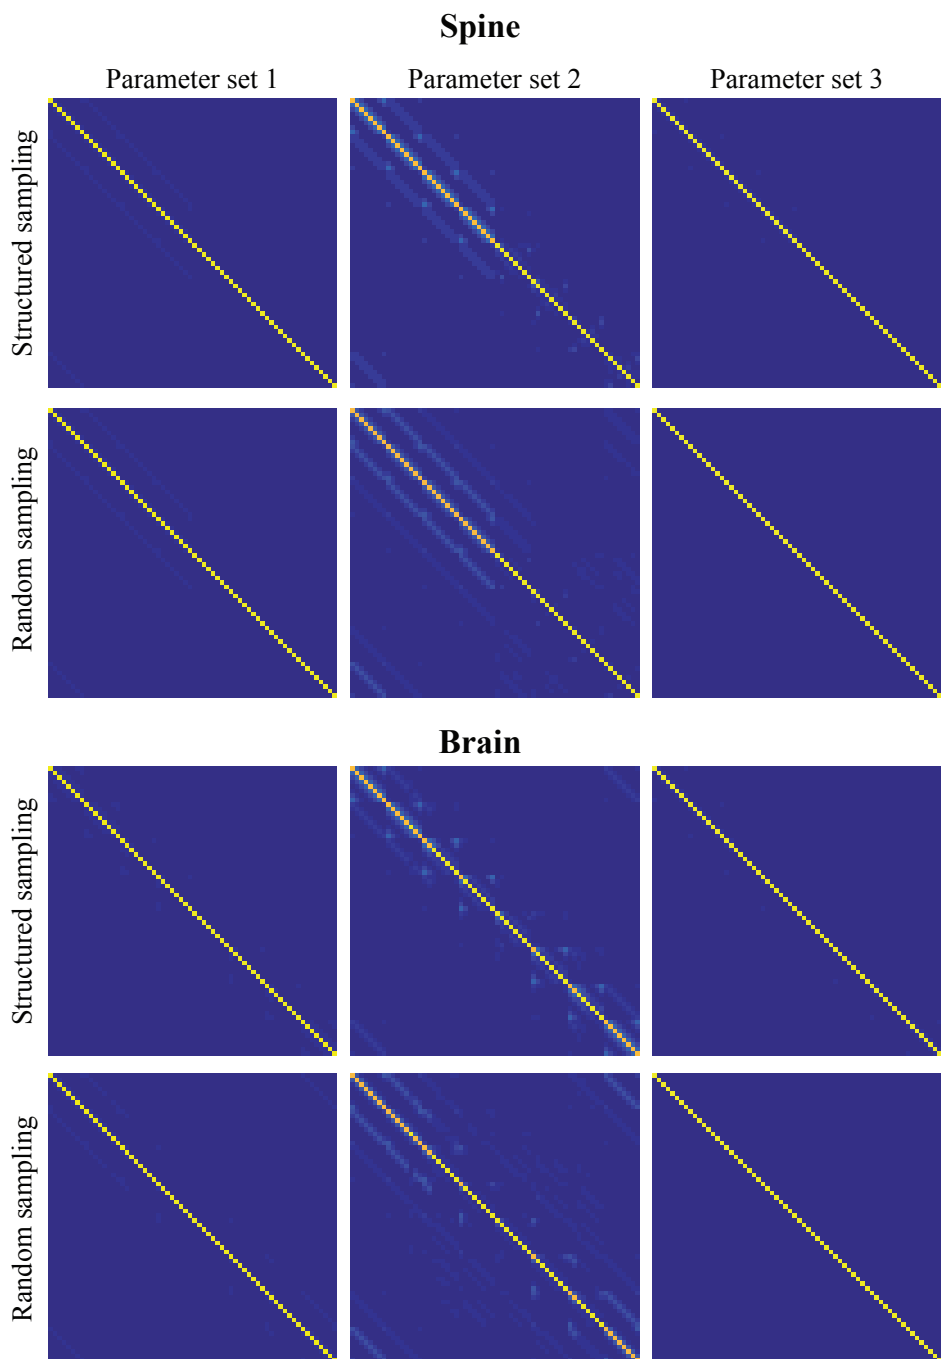 Spine
Parameter set 1
Parameter set 2
Parameter set 3
Structured sampling
Random sampling
Brain
Structured sampling
Random sampling